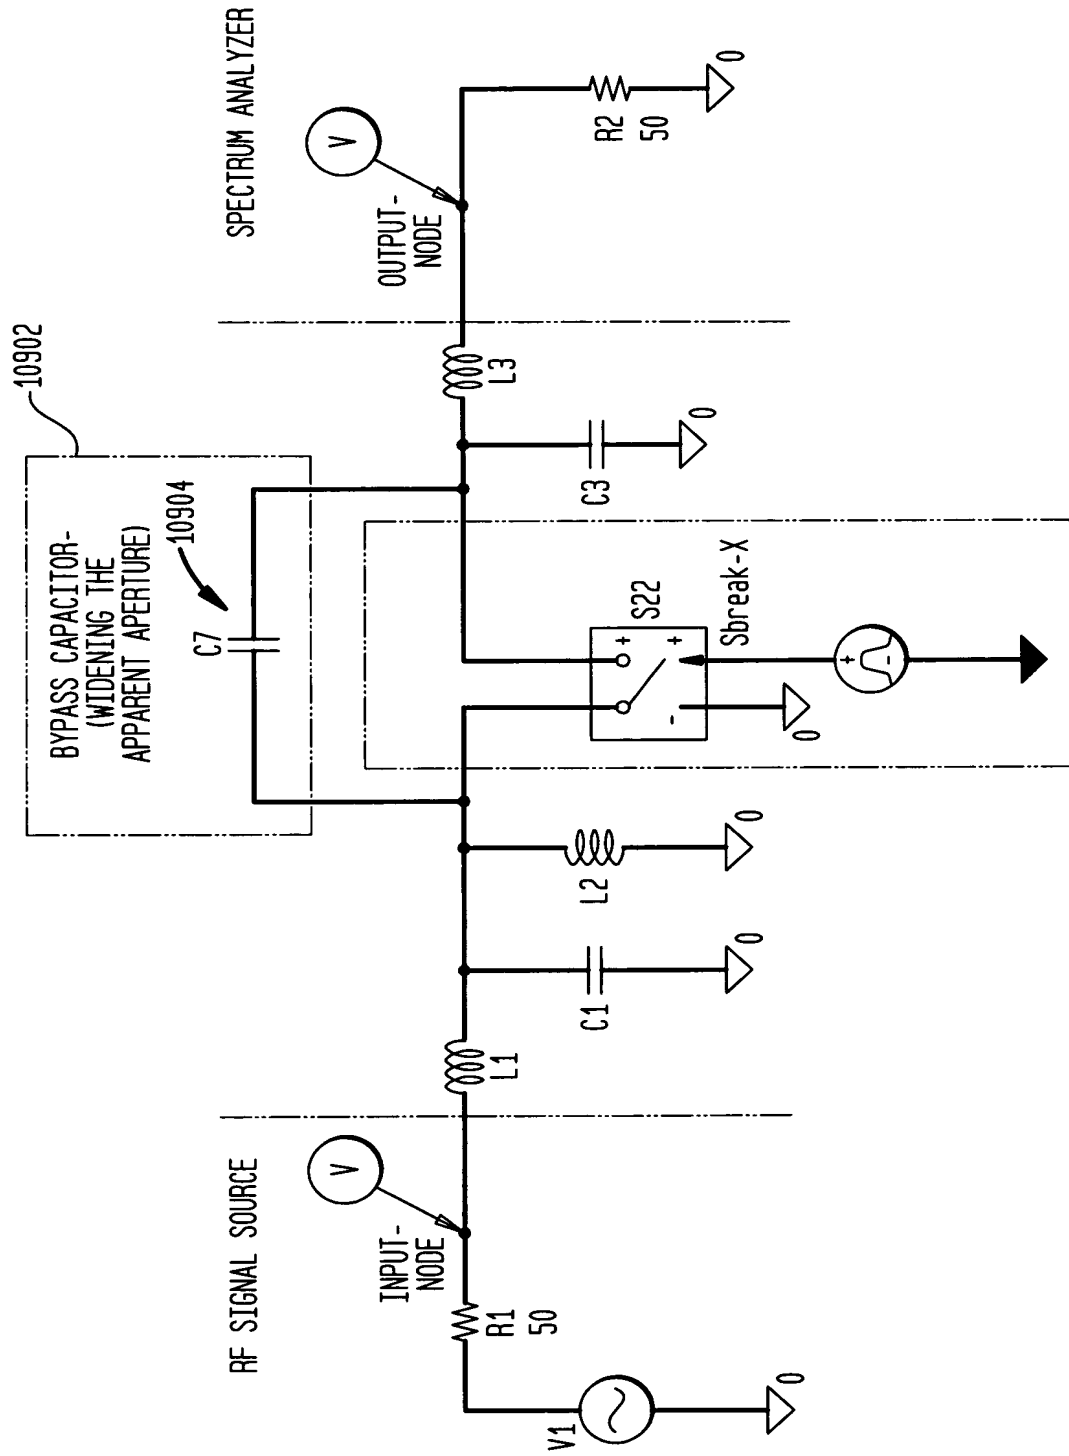 10902
BYPASS CAPACITOR-
(WIDENING THE
APPARENT APERTURE)
10904
C7
RF SIGNAL SOURCE
SPECTRUM ANALYZER
V
V
INPUT-
NODE
OUTPUT-
NODE
R1
50
L1
L3
V1
0
C1
0
L2
0
S22
+
+
-
0
Sbreak-X
+
-
C3
0
R2
50
0